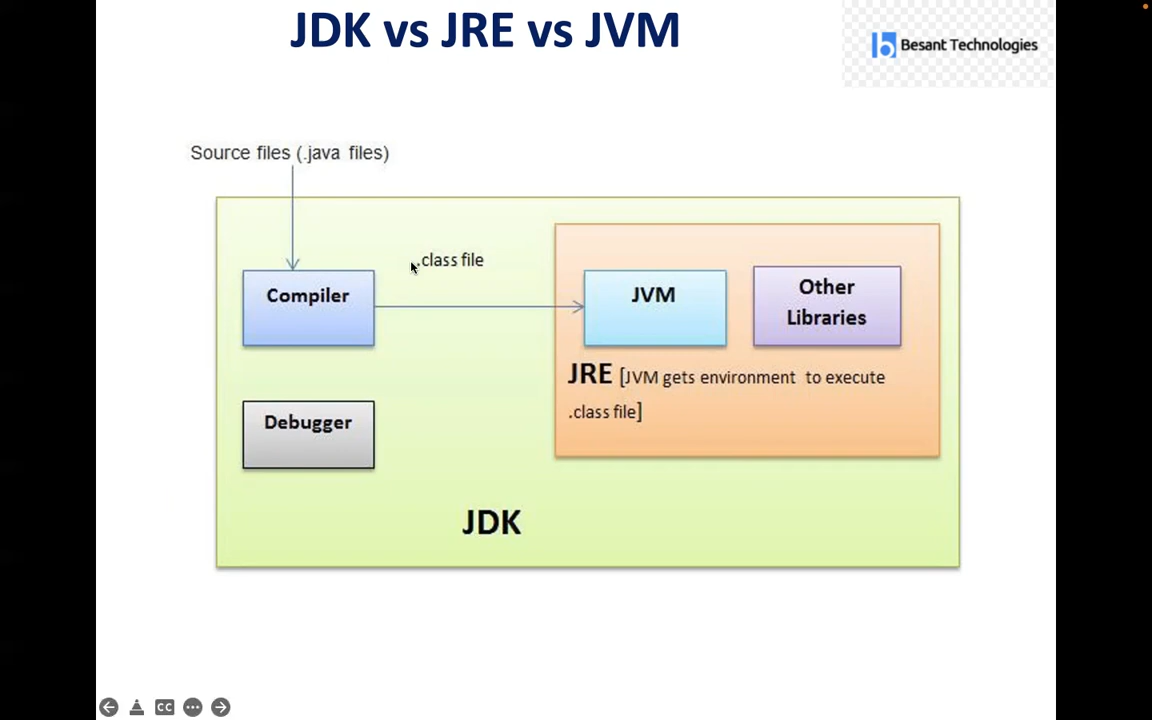 JDK vs JRE vs JVM
Besant Technologies
Source files (.java files)
.class file
Compiler
JVM
Other
Libraries
JRE [JVM gets environment to execute
.class file]
Debugger
JDK
CC